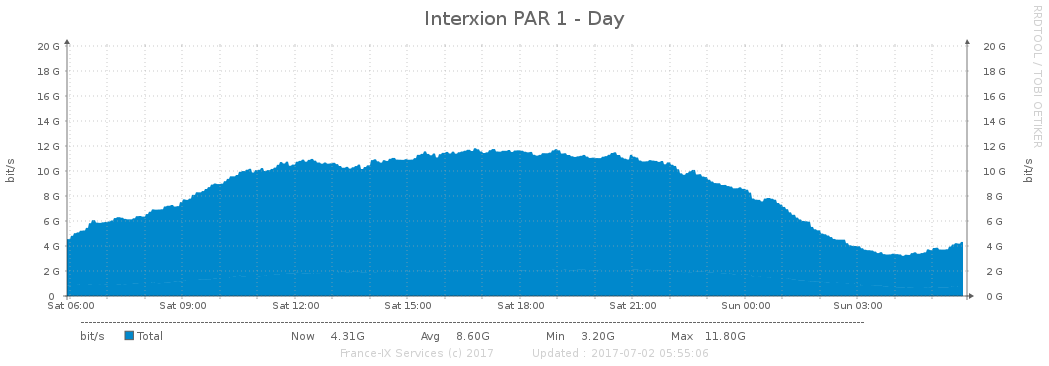 Interxion PAR 1 - Day
RRDTOOL / TOBI OETIKER
bit/s
bit/s
20 G 20 G
18 G 18 G
16 G 16 G
14 G 14 G
12 G 12 G
10 G 10 G
8 G 8 G
6 G 6 G
4 G 4 G
2 G 2 G
0 0 G
Sat 06:00 Sat 09:00 Sat 12:00 Sat 15:00 Sat 18:00 Sat 21:00 Sun 00:00 Sun 03:00
bit/s Total Now 4.31G Avg 8.60G Min 3.20G Max 11.80G
France-IX Services (c) 2017 Updated : 2017-07-02 05:55:06